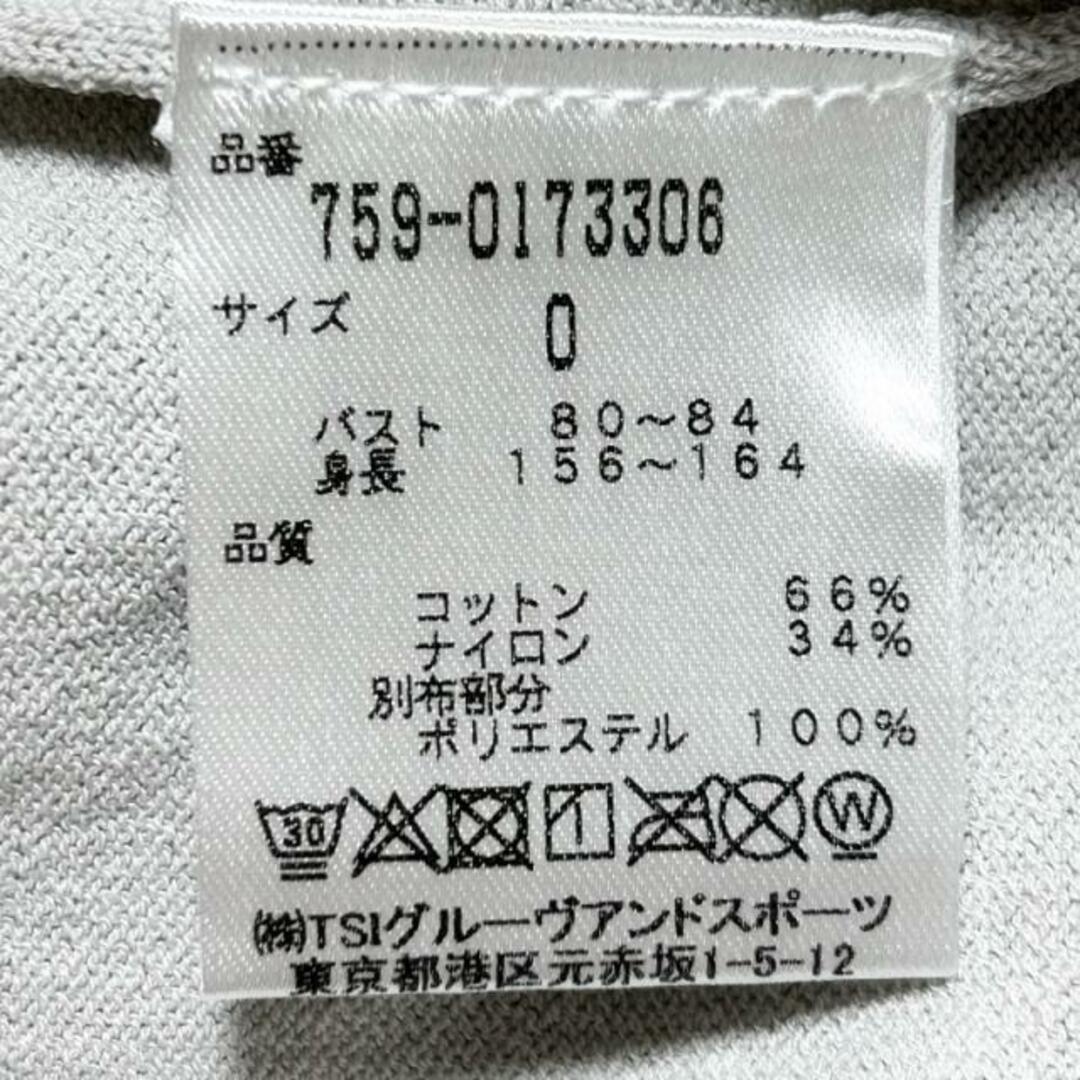 品番
759-0173306
サイズ 0
バスト 80〜84
身長 156〜164
品質
コットン 66%
ナイロン 34%
別布部分
ポリエステル 100%
30 W
㈱TSIグルーヴアンドスポーツ
東京都港区元赤坂1-5-12